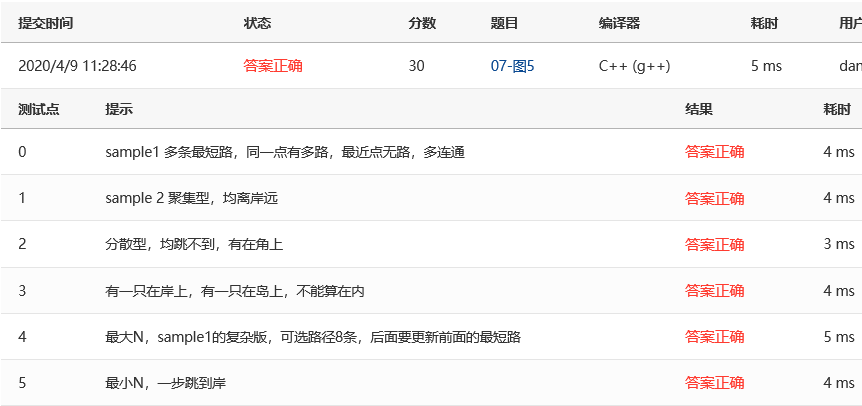 提交时间 状态 分数 题目 编译器 耗时 用户
2020/4/9 11:28:46 答案正确 30 07-图5 C++ (g++) 5 ms dan
测试点 提示 结果 耗时
0 sample1 多条最短路，同一点有多路，最近点无路，多连通 答案正确 4 ms
1 sample 2 聚集型，均离岸远 答案正确 4 ms
2 分散型，均跳不到，有在角上 答案正确 3 ms
3 有一只在岸上，有一只在岛上，不能算在内 答案正确 4 ms
4 最大N，sample1的复杂版，可选路径8条，后面要更新前面的最短路 答案正确 5 ms
5 最小N，一步跳到岸 答案正确 4 ms